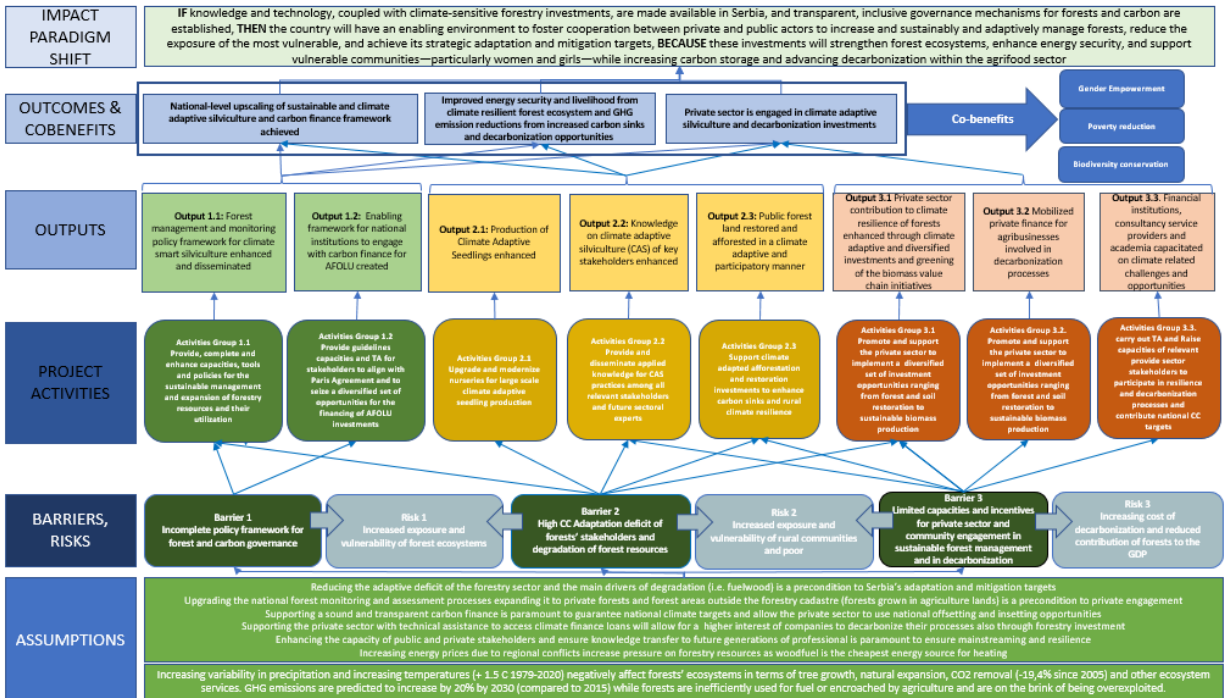 IMPACT
PARADIGM
SHIFT
IF knowledge and technology, coupled with climate-sensitive forestry investments, are made available in Serbia, and transparent, inclusive governance mechanisms for forests and carbon are
established, THEN the country will have an enabling environment to foster cooperation between private and public actors to increase and sustainably and adaptively manage forests, reduce the
exposure of the most vulnerable, and achieve its strategic adaptation and mitigation targets, BECAUSE these investments will strengthen forest ecosystems, enhance energy security, and support
vulnerable communities—particularly women and girls—while increasing carbon storage and advancing decarbonization within the agrifood sector
OUTCOMES &
COBENEFITS
National-level upscaling of sustainable and climate
adaptive silviculture and carbon finance framework
achieved
Improved energy security and livelihood from
climate resilient forest ecosystem and GHG
emission reductions from increased carbon sinks
and decarbonization opportunities
Private sector is engaged in climate adaptive
silviculture and decarbonization investments
Co-benefits
Gender Empowerment
Poverty reduction
Biodiversity conservation
OUTPUTS
Output 1.1: Forest
management and monitoring
policy framework for climate
smart silviculture enhanced
and disseminated
Output 1.2: Enabling
framework for national
institutions to engage
with carbon finance for
AFOLU created
Output 2.1: Production of
Climate Adaptive
Seedlings enhanced
Output 2.2: Knowledge
on climate adaptive
silviculture (CAS) of key
stakeholders enhanced
Output 2.3: Public forest
land restored and
afforested in a climate
adaptive and
participatory manner
Output 3.1 Private sector
contribution to climate
resilience of forests
enhanced through climate
adaptive and diversified
investments and greening
of the biomass value
chain initiatives
Output 3.2 Mobilized
private finance for
agribusinesses
involved in
decarbonization
processes
Output 3.3. Financial
institutions,
consultancy service
providers and
academia capacitated
on climate related
challenges and
opportunities
PROJECT
ACTIVITIES
Activities Group 1.1
Provide, complete and
enhance capacities, tools
and policies for the
sustainable management
and expansion of forestry
resources and their
utilization
Activities Group 1.2
Provide guidelines
capacities and TA for
stakeholders to align with
Paris Agreement and to
seize a diversified set of
opportunities for the
financing of AFOLU
investments
Activities Group 2.1
Upgrade and modernize
nurseries for large scale
climate adaptive
seedling production
Activities Group 2.2
Provide and
disseminate applied
knowledge for CAS
practices among all
relevant stakeholders
and future sectoral
experts
Activities Group 2.3
Support climate
adapted afforestation
and restoration
investments to enhance
carbon sinks and rural
climate resilience
Activities Group 3.1
Promote and support
the private sector to
implement a diversified
set of investment
opportunities ranging
from forest and soil
restoration to
sustainable biomass
production
Activities Group 3.2.
Promote and support
the private sector to
implement a diversified
set of investment
opportunities ranging
from forest and soil
restoration to
sustainable biomass
production
Activities Group 3.3.
carry out TA and Raise
capacities of relevant
provide sector
stakeholders to
participate in resilience
and decarbonization
processes and
contribute national CC
targets
BARRIERS,
RISKS
Barrier 1
Incomplete policy framework for
forest and carbon governance
Risk 1
Increased exposure and
vulnerability of forest ecosystems
Barrier 2
High CC Adaptation deficit of
forests' stakeholders and
degradation of forest resources
Risk 2
Increased exposure and
vulnerability of rural communities
and poor
Barrier 3
Limited capacities and incentives
for private sector and
community engagement in
sustainable forest management
and in decarbonization
Risk 3
Increasing cost of
decarbonization and reduced
contribution of forests to the
GDP
ASSUMPTIONS
Reducing the adaptive deficit of the forestry sector and the main drivers of degradation (i.e. fuelwood) is a precondition to Serbia's adaptation and mitigation targets
Upgrading the national forest monitoring and assessment processes expanding it to private forests and forest areas outside the forestry cadastre (forests grown in agriculture lands) is a precondition to private engagement
Supporting a sound and transparent carbon finance is paramount to guarantee national climate targets and allow the private sector to use national offsetting and insetting opportunities
Supporting the private sector with technical assistance to access climate finance loans will allow for a higher interest of companies to decarbonize their processes also through forestry investment
Enhancing the capacity of public and private stakeholders and ensure knowledge transfer to future generations of professional is paramount to ensure mainstreaming and resilience
Increasing energy prices due to regional conflicts increase pressure on forestry resources as woodfuel is the cheapest energy source for heating
Increasing variability in precipitation and increasing temperatures (+ 1.5 C 1979-2020) negatively affect forests' ecosystems in terms of tree growth, natural expansion, CO2 removal (-19,4% since 2005) and other ecosystem
services. GHG emissions are predicted to increase by 20% by 2030 (compared to 2015) while forests are inefficiently used for fuel or encroached by agriculture and are on the brink of being overexploited.